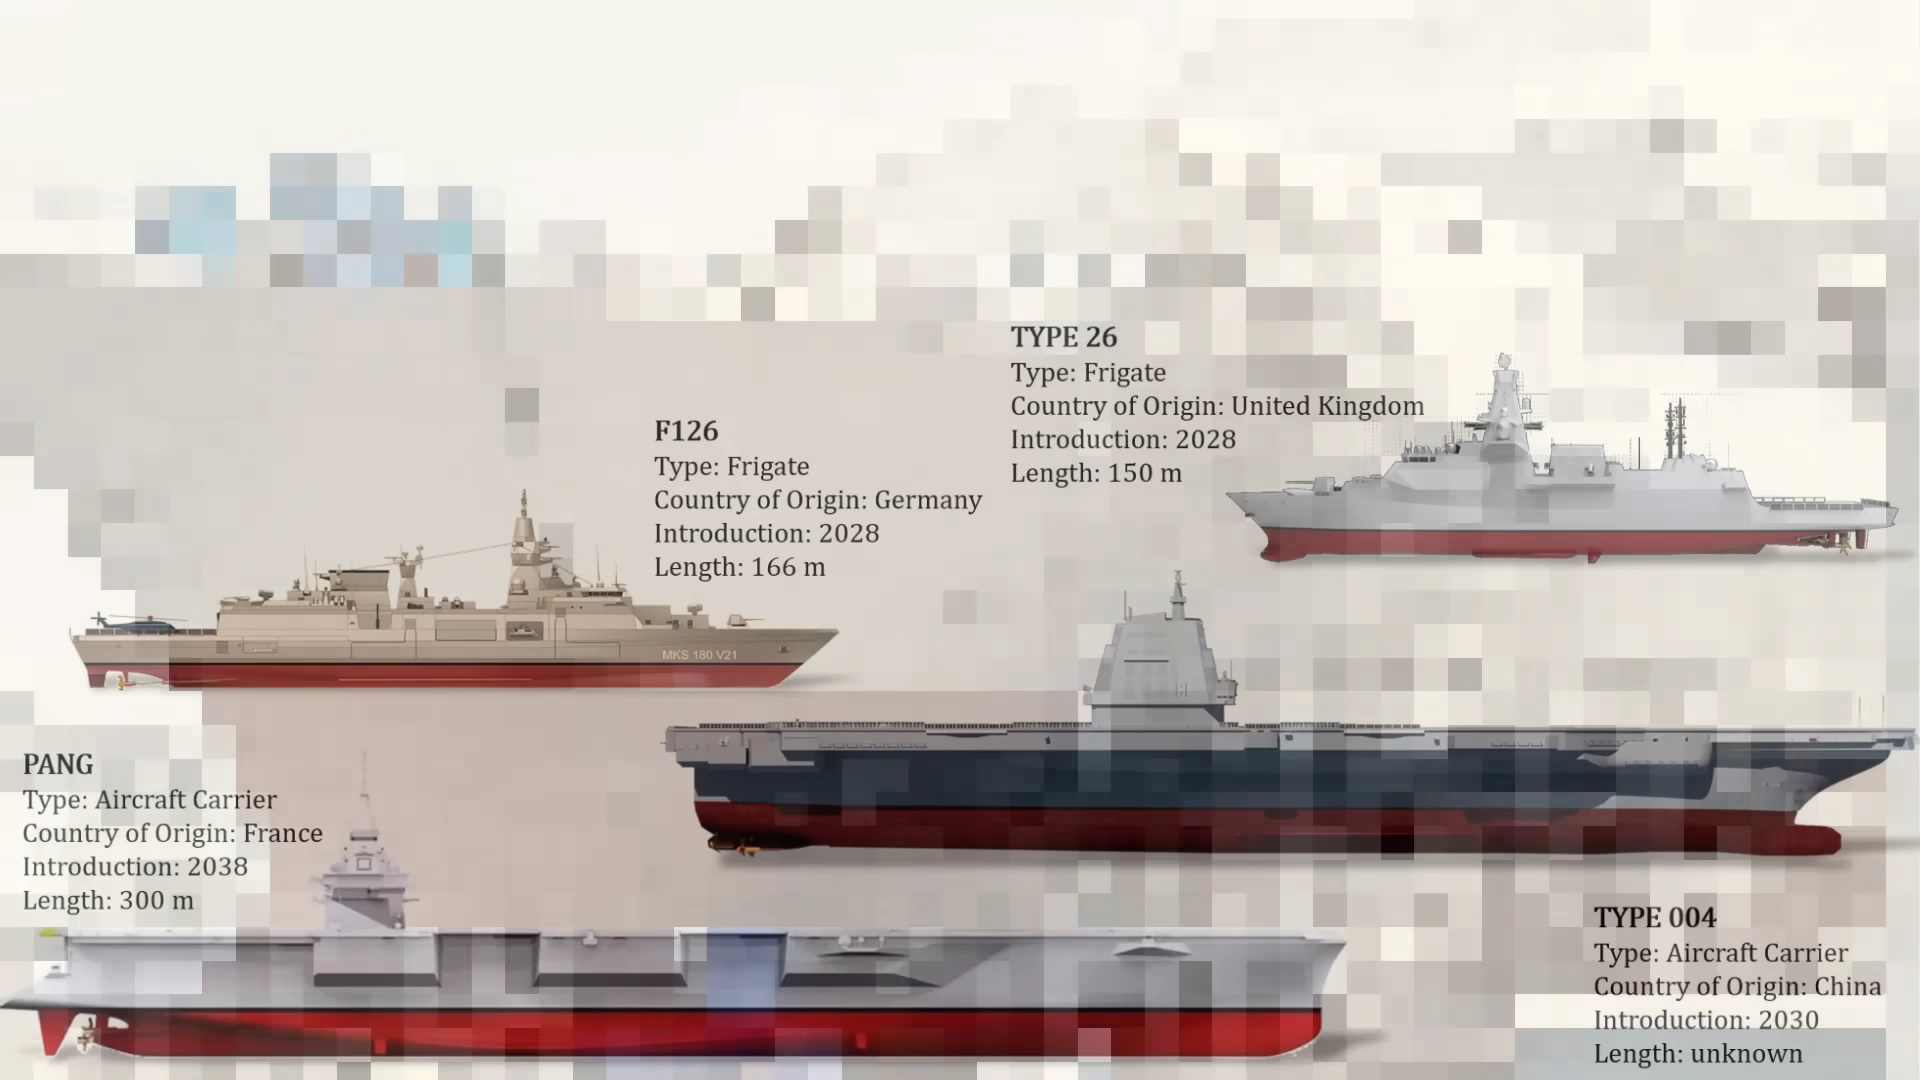 TYPE 26
Type: Frigate
Country of Origin: United Kingdom
Introduction: 2028
Length: 150 m
F126
Type: Frigate
Country of Origin: Germany
Introduction: 2028
Length: 166 m
MKS 180 V21
PANG
Type: Aircraft Carrier
Country of Origin: France
Introduction: 2038
Length: 300 m
TYPE 004
Type: Aircraft Carrier
Country of Origin: China
Introduction: 2030
Length: unknown